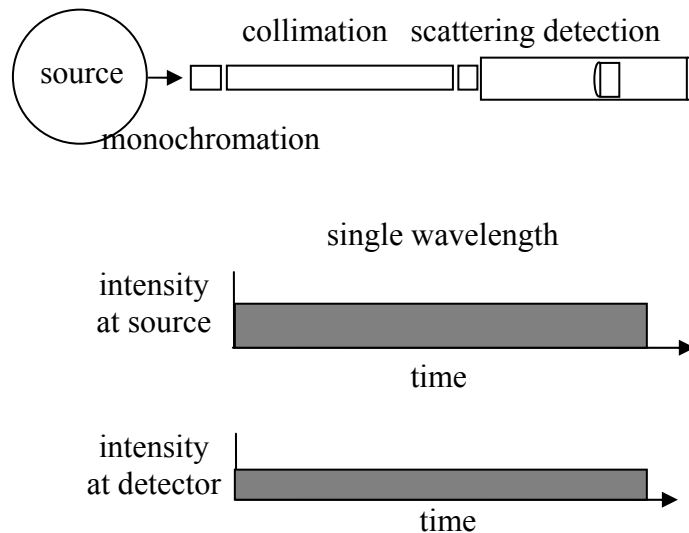 collimation scattering detection
source
monochromation
single wavelength
intensity
at source
time
intensity
at detector
time